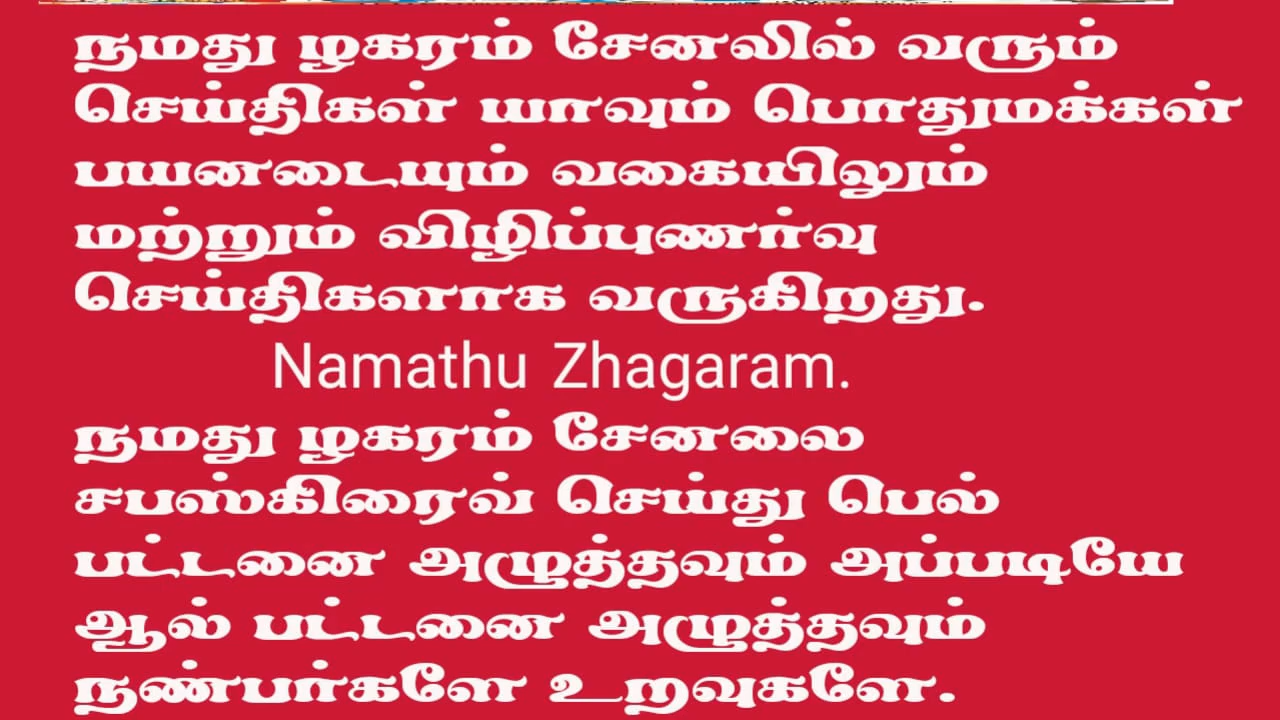 நமது ழகரம் சேனலில் வரும்
செய்திகள் யாவும் பொதுமக்கள்
பயனடையும் வகையிலும்
மற்றும் விழிப்புணர்வு
செய்திகளாக வருகிறது.
Namathu Zhagaram.
நமது ழகரம் சேனலை
சபஸ்கிரைவ் செய்து பெல்
பட்டனை அழுத்தவும் அப்படியே
ஆல் பட்டனை அழுத்தவும்
நண்பர்களே உறவுகளே.